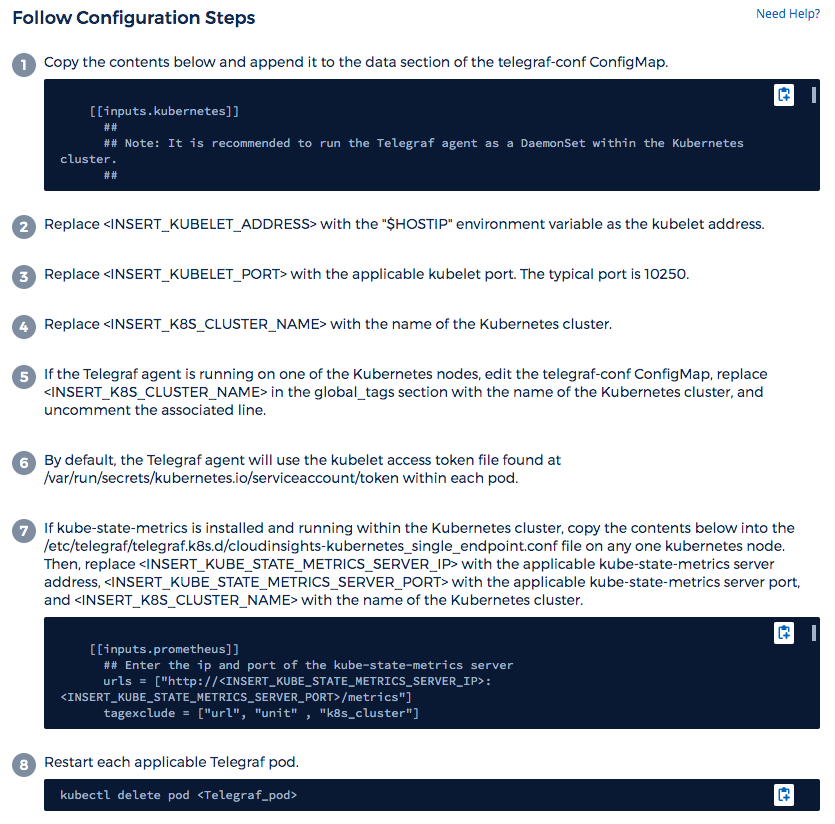 Follow Configuration Steps
Need Help?
1
Copy the contents below and append it to the data section of the telegraf-conf ConfigMap.
[[inputs.kubernetes]]
##
## Note: It is recommended to run the Telegraf agent as a DaemonSet within the Kubernetes
cluster.
##
2
Replace <INSERT_KUBELET_ADDRESS> with the "$HOSTIP" environment variable as the kubelet address.
3
Replace <INSERT_KUBELET_PORT> with the applicable kubelet port. The typical port is 10250.
4
Replace <INSERT_K8S_CLUSTER_NAME> with the name of the Kubernetes cluster.
5
If the Telegraf agent is running on one of the Kubernetes nodes, edit the telegraf-conf ConfigMap, replace
<INSERT_K8S_CLUSTER_NAME> in the global_tags section with the name of the Kubernetes cluster, and
uncomment the associated line.
6
By default, the Telegraf agent will use the kubelet access token file found at
/var/run/secrets/kubernetes.io/serviceaccount/token within each pod.
7
If kube-state-metrics is installed and running within the Kubernetes cluster, copy the contents below into the
/etc/telegraf/telegraf.k8s.d/cloudinsights-kubernetes_single_endpoint.conf file on any one kubernetes node.
Then, replace <INSERT_KUBE_STATE_METRICS_SERVER_IP> with the applicable kube-state-metrics server
address, <INSERT_KUBE_STATE_METRICS_SERVER_PORT> with the applicable kube-state-metrics server port,
and <INSERT_K8S_CLUSTER_NAME> with the name of the Kubernetes cluster.
[[inputs.prometheus]]
## Enter the ip and port of the kube-state-metrics server
urls = ["http://<INSERT_KUBE_STATE_METRICS_SERVER_IP>:
<INSERT_KUBE_STATE_METRICS_SERVER_PORT>/metrics"]
tagexclude = ["url", "unit" , "k8s_cluster"]
8
Restart each applicable Telegraf pod.
kubectl delete pod <Telegraf_pod>